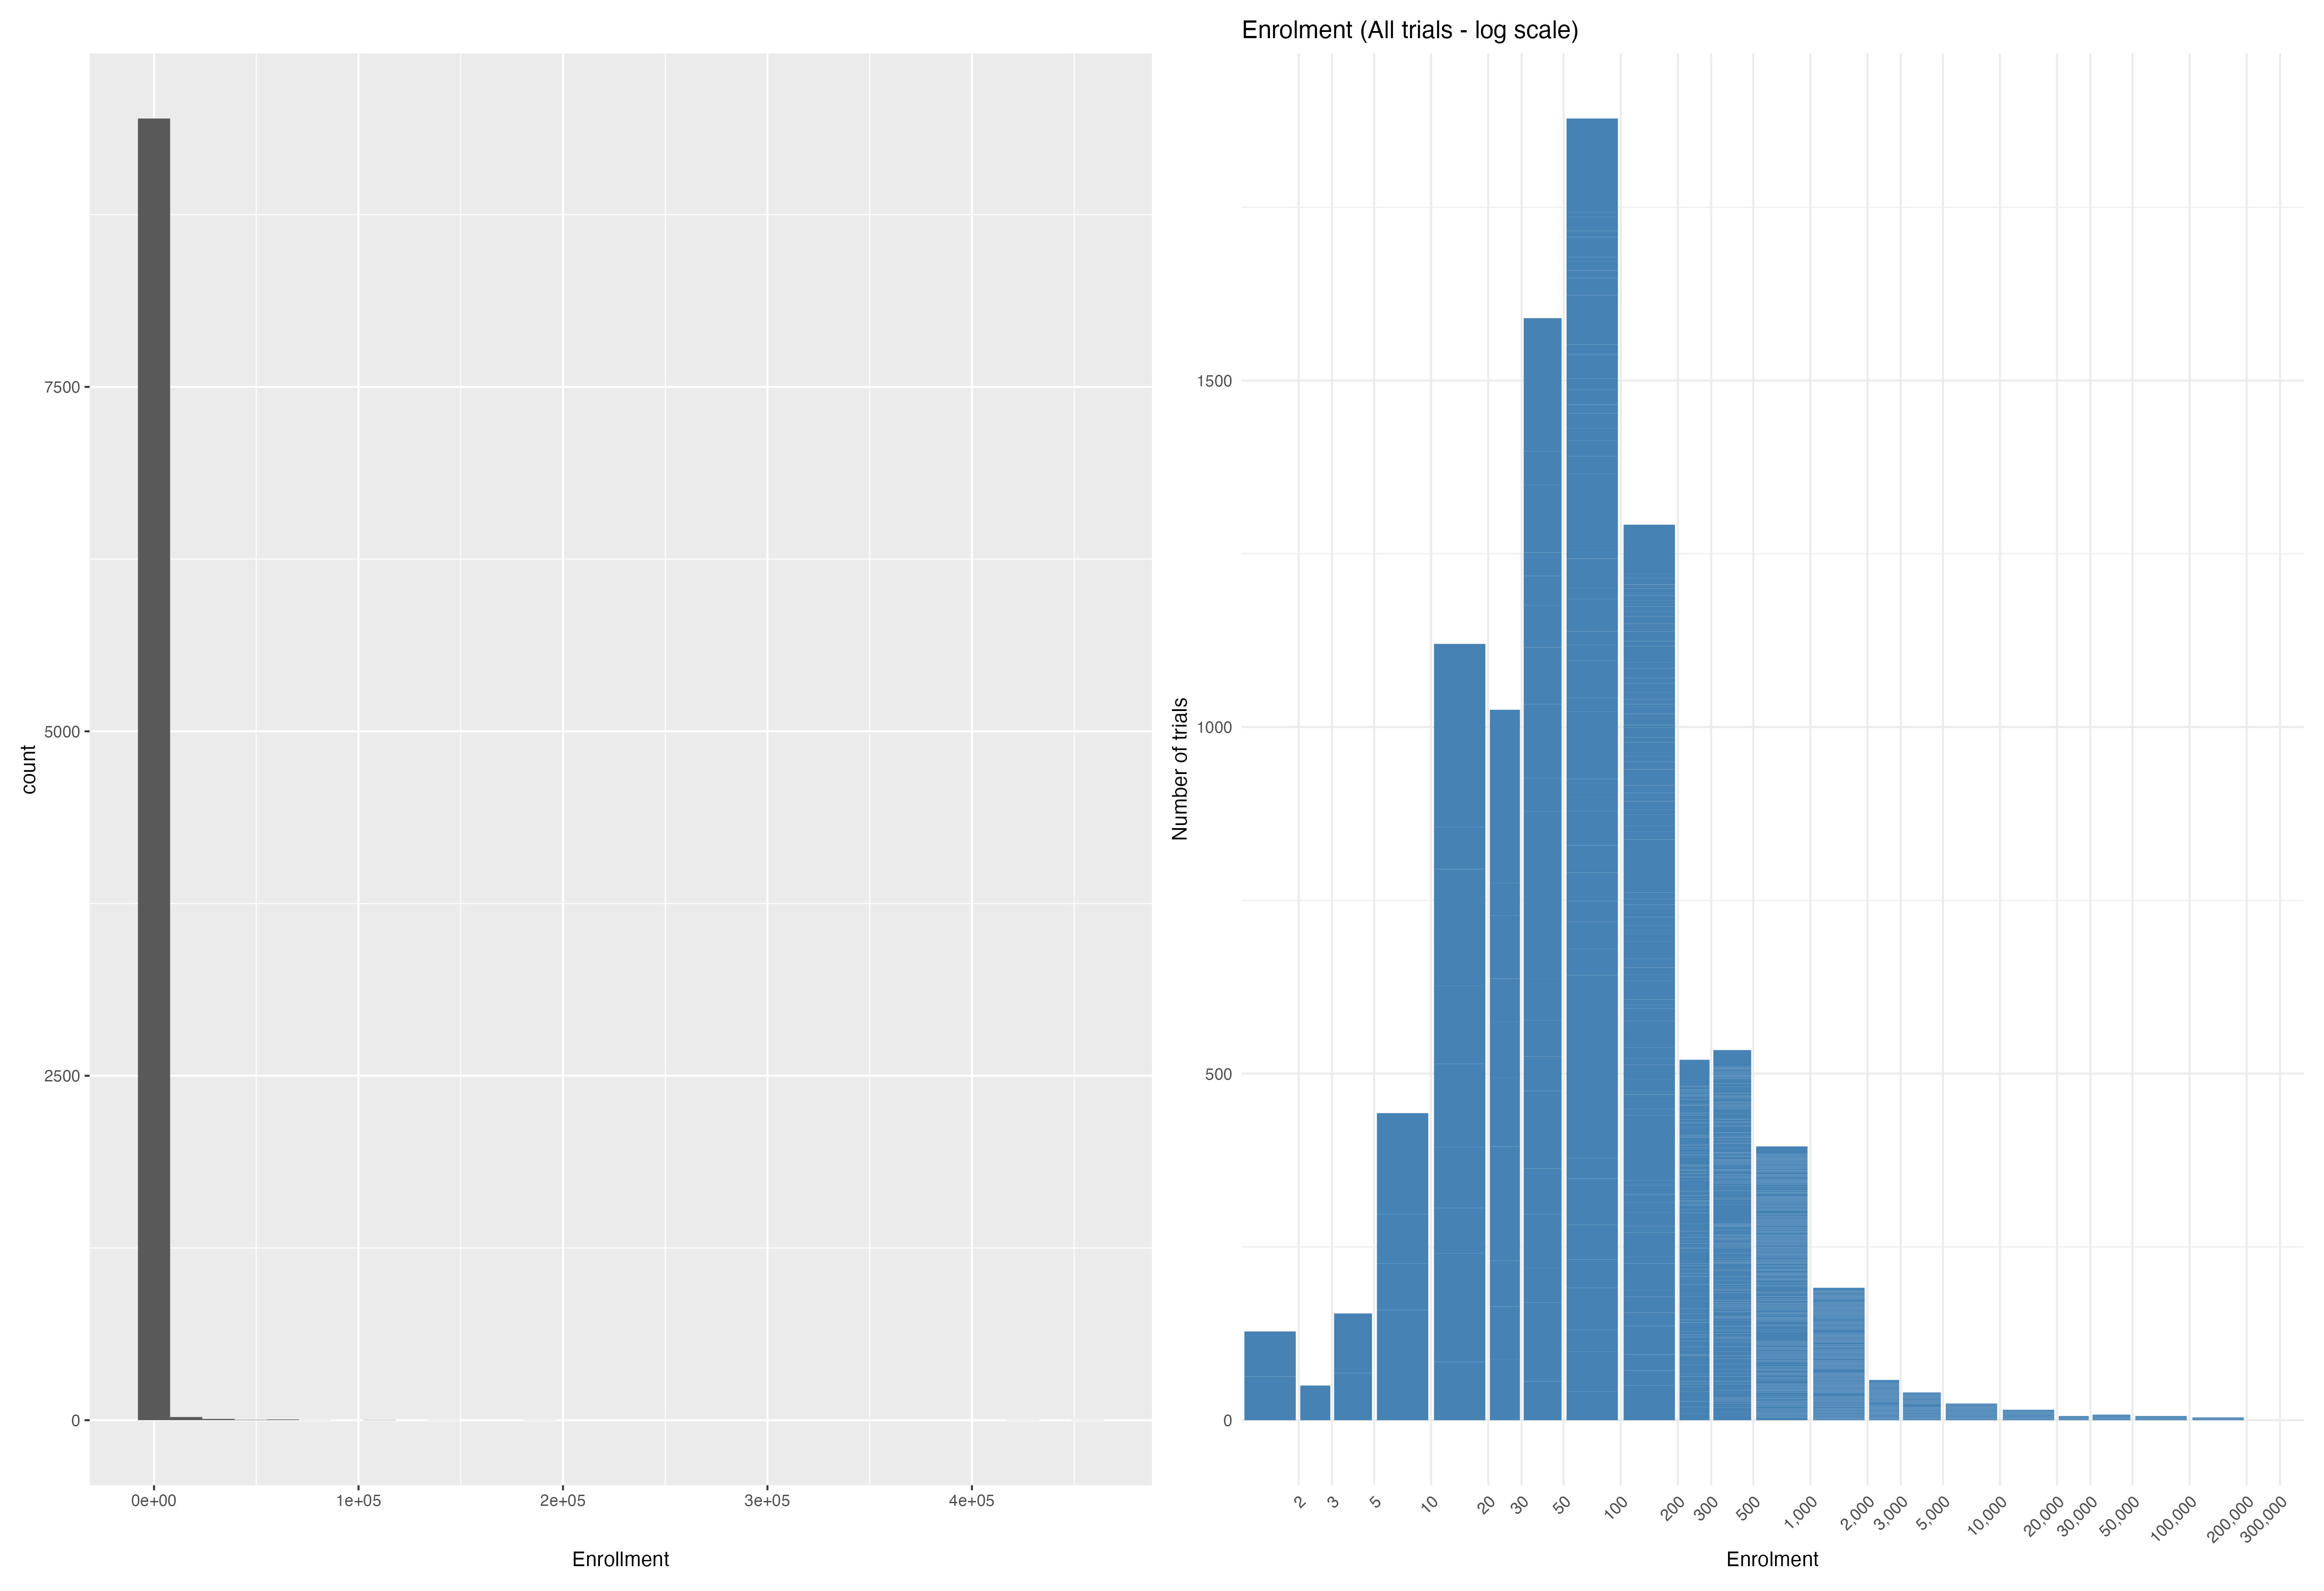 Enrolment (All trials - log scale)
count
7500
5000
2500
0
0e+00 1e+05 2e+05 3e+05 4e+05
Enrollment
Number of trials
1500
1000
500
0
2 3 5 10 20 30 50 100 200 300 500 1,000 2,000 3,000 5,000 10,000 20,000 30,000 50,000 100,000 200,000 300,000
Enrolment